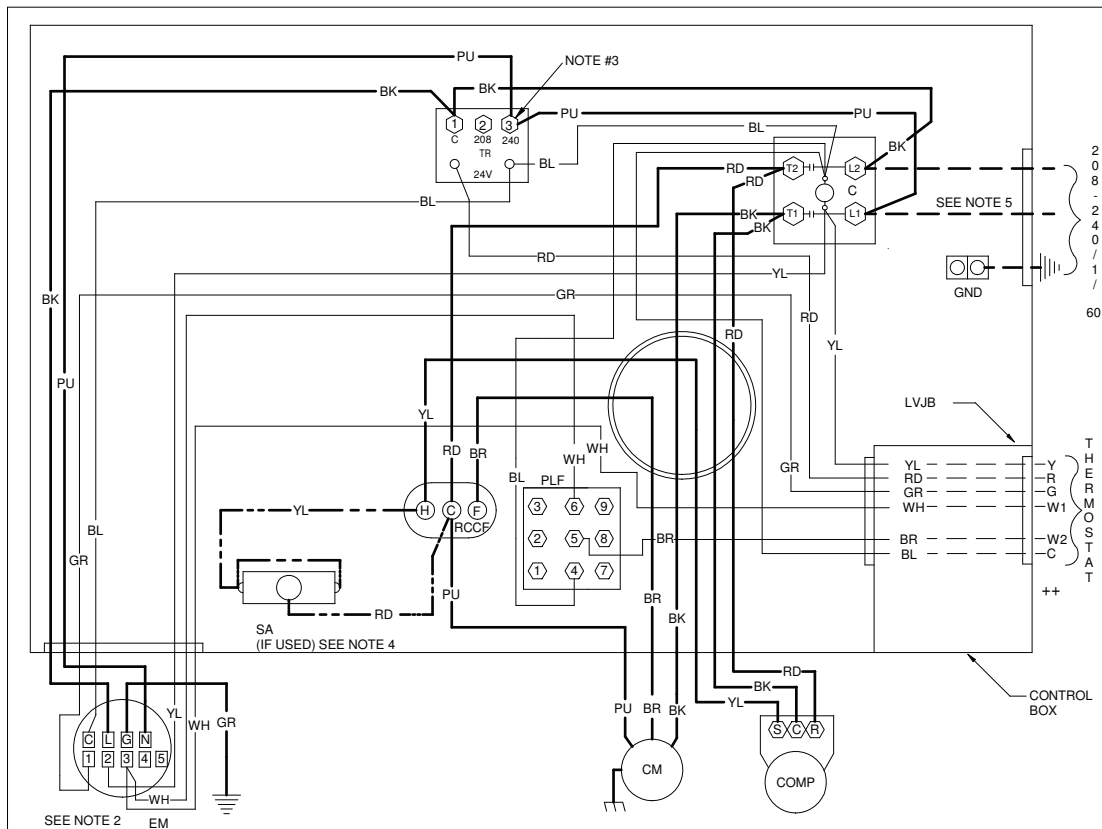 PU
NOTE #3
BK
BK
PU
PU
BK
1
2
3
C
208
240
TR
24V
BL
BL
RD
RD
T2
L2
C
T1
L1
BK
BK
SEE NOTE 5
208-240/1/60
BL
RD
YL
GR
GND
BK
PU
RD
RD
YL
LVJB
YL
RD
BR
WH
WH
GR
BL
PLF
H
C
F
RCCF
3
6
9
2
5
8
1
4
7
BR
YL
RD
GR
WH
BR
BL
Y
R
G
W1
W2
C
THERMOSTAT
++
YL
GR
BL
RD
PU
BR
BK
SA
(IF USED) SEE NOTE 4
RD
BK
YL
CONTROL
BOX
YL
WH
GR
PU
BR
BK
S
C
R
C
L
G
N
1
2
3
4
5
WH
CM
COMP
SEE NOTE 2
EM